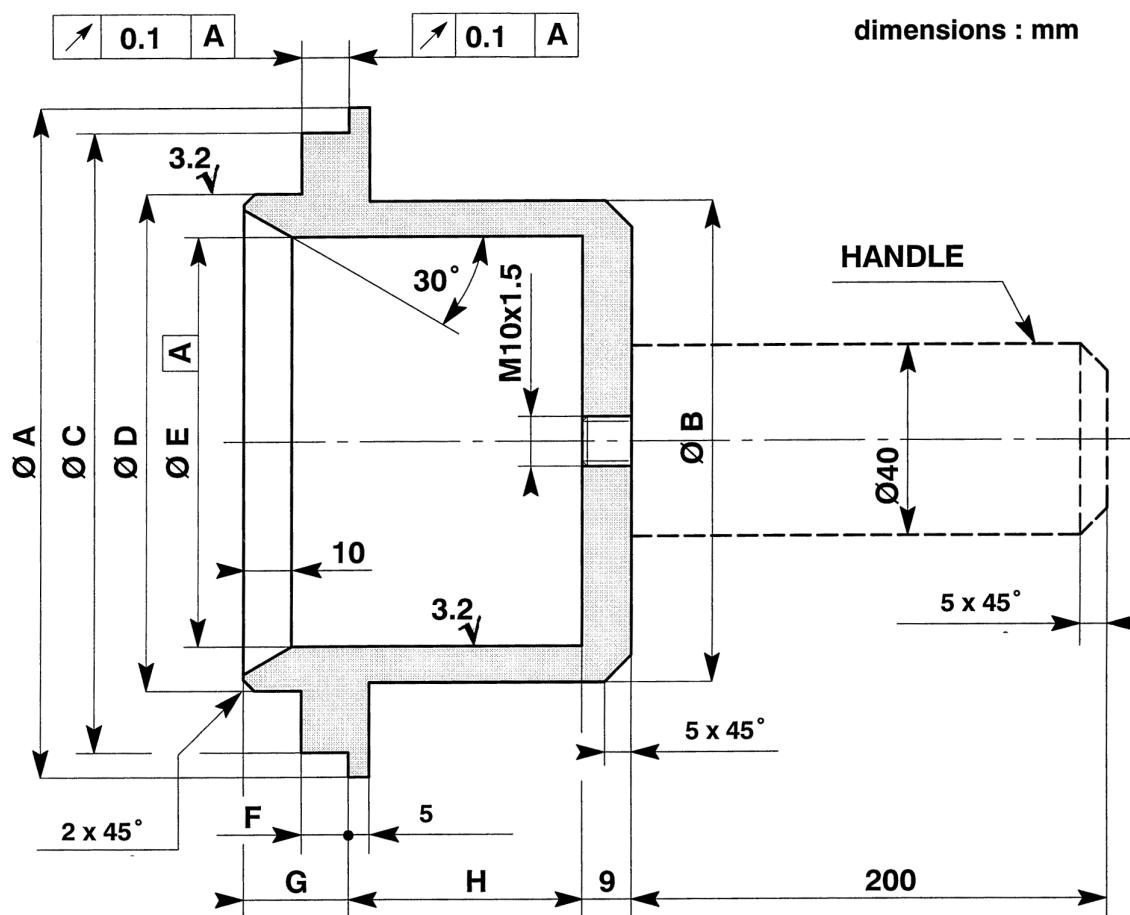 0.1 A
0.1 A
dimensions : mm
3.2
30°
M10x1.5
HANDLE
A
Ø A
Ø C
Ø D
Ø E
Ø B
Ø40
10
3.2
5 x 45°
5 x 45°
2 x 45°
F
5
G
H
9
200